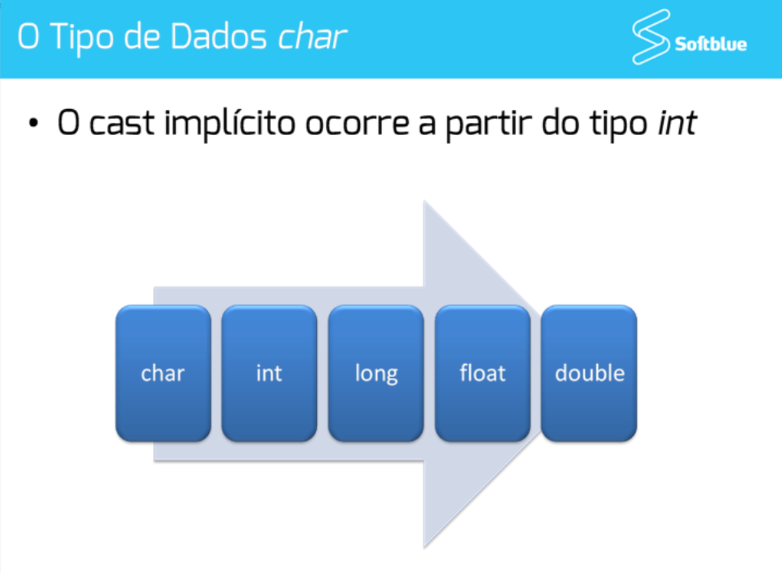 O Tipo de Dados char
Softblue
• O cast implícito ocorre a partir do tipo int
char int long float double